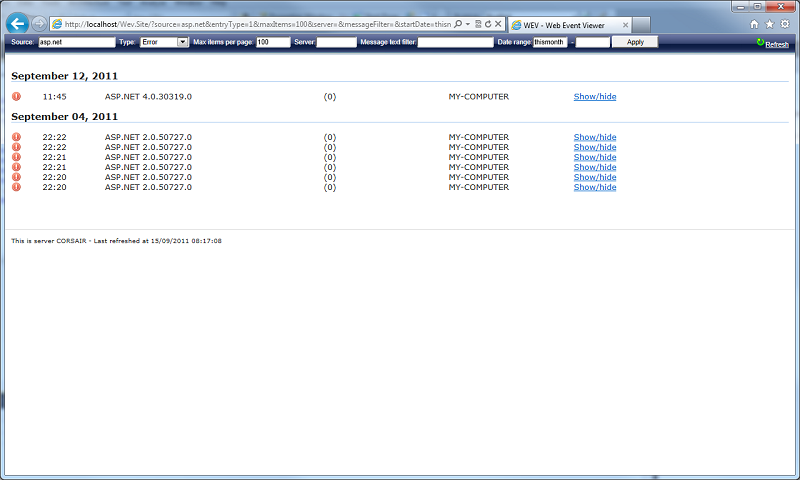 http://localhost/Wev.Site/?source=asp.net&entryType=1&maxItems=100&server=&messageFilter=&startDate=thisn
WEV - Web Event Viewer
Source: asp.net Type: Error Max items per page: 100 Server: Message text filter: Date range: thismonth - Apply Refresh
September 12, 2011
11:45 ASP.NET 4.0.30319.0 (0) MY-COMPUTER Show/hide
September 04, 2011
22:22 ASP.NET 2.0.50727.0 (0) MY-COMPUTER Show/hide
22:22 ASP.NET 2.0.50727.0 (0) MY-COMPUTER Show/hide
22:21 ASP.NET 2.0.50727.0 (0) MY-COMPUTER Show/hide
22:21 ASP.NET 2.0.50727.0 (0) MY-COMPUTER Show/hide
22:20 ASP.NET 2.0.50727.0 (0) MY-COMPUTER Show/hide
22:20 ASP.NET 2.0.50727.0 (0) MY-COMPUTER Show/hide
This is server CORSAIR - Last refreshed at 15/09/2011 08:17:08